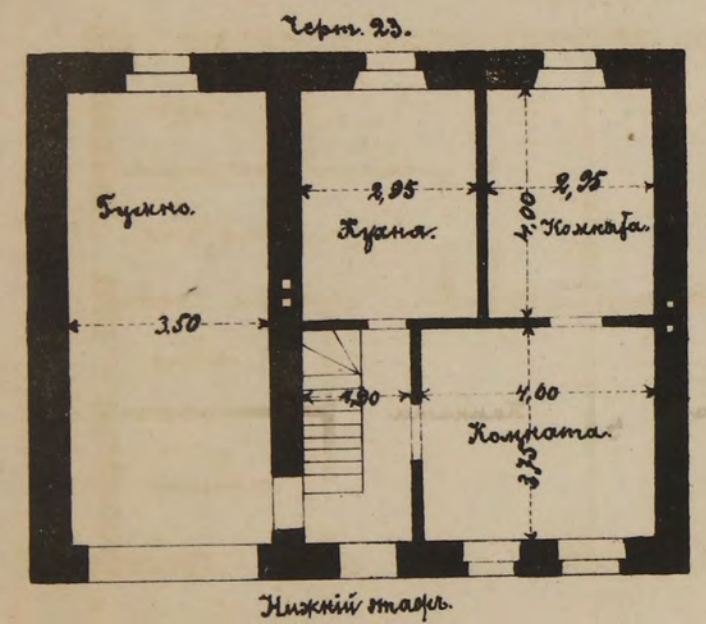 Черт. 23.
Гумно.
2,95
Кухня.
2,95
4,00
Комната.
3.50
1,90
4,00
Комната.
3,75
Нижній этажъ.